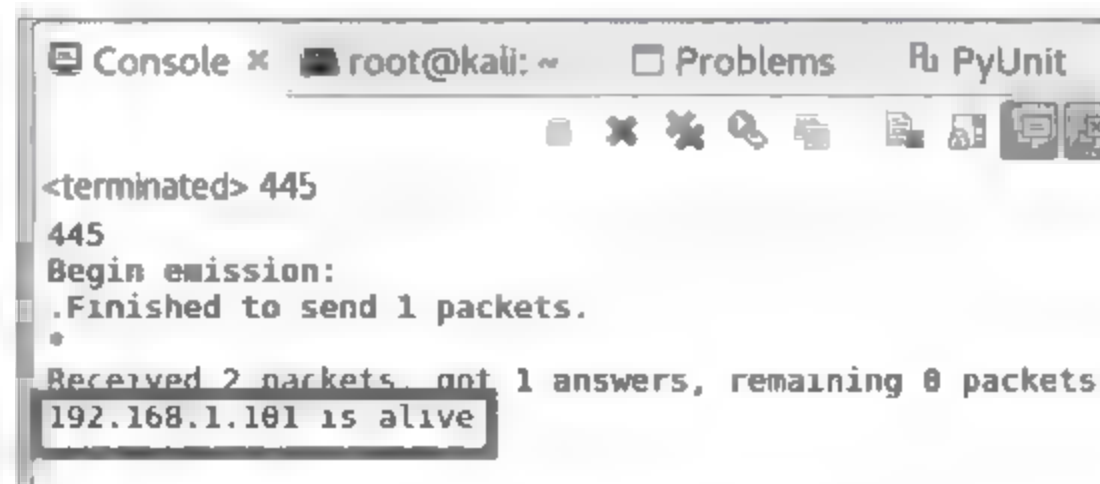 Console root@kali: ~ Problems PyUnit
<terminated> 445
445
Begin emission:
.Finished to send 1 packets.
*
Received 2 packets, got 1 answers, remaining 0 packets
192.168.1.101 is alive